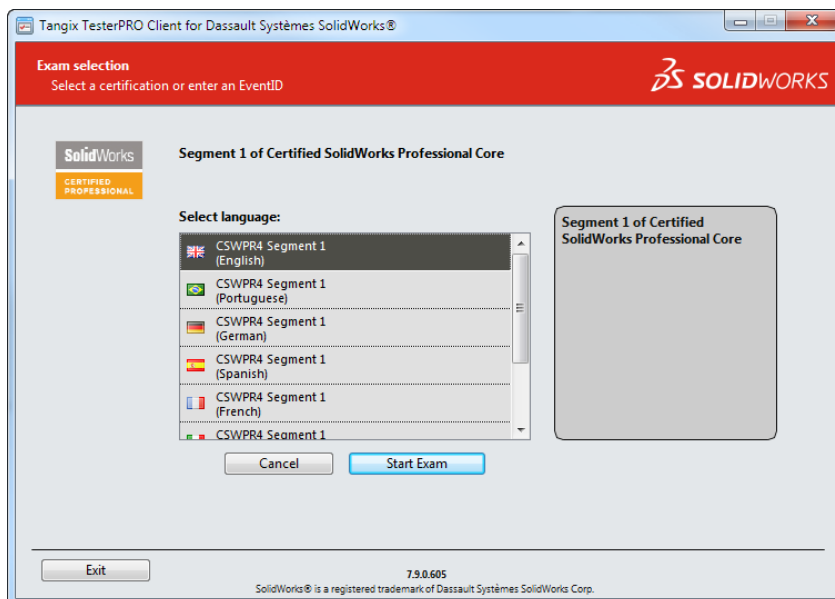 Tangix TesterPRO Client for Dassault Systèmes SolidWorks®
Exam selection
Select a certification or enter an EventID
SOLIDWORKS
SolidWorks
CERTIFIED
PROFESSIONAL
Segment 1 of Certified SolidWorks Professional Core
Select language:
CSWPR4 Segment 1
(English)
CSWPR4 Segment 1
(Portuguese)
CSWPR4 Segment 1
(German)
CSWPR4 Segment 1
(Spanish)
CSWPR4 Segment 1
(French)
CSWPR4 Segment 1
Segment 1 of Certified
SolidWorks Professional Core
Cancel
Start Exam
Exit
7.9.0.605
SolidWorks® is a registered trademark of Dassault Systèmes SolidWorks Corp.